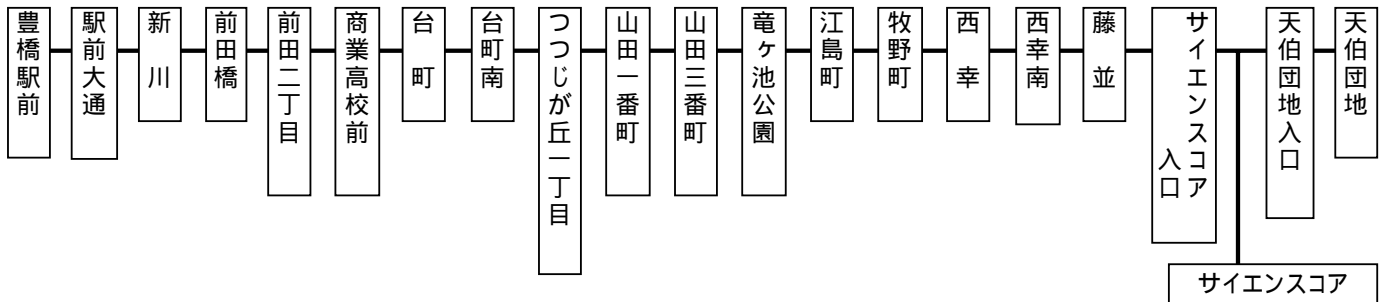 豊橋駅前
駅前大通
新川
前田橋
前田二丁目
商業高校前
台町
台町南
つつじが丘一丁目
山田一番町
山田三番町
竜ヶ池公園
江島町
牧野町
西幸
西幸南
藤並
サイエンスコア
入口
天伯団地入口
天伯団地
サイエンスコア